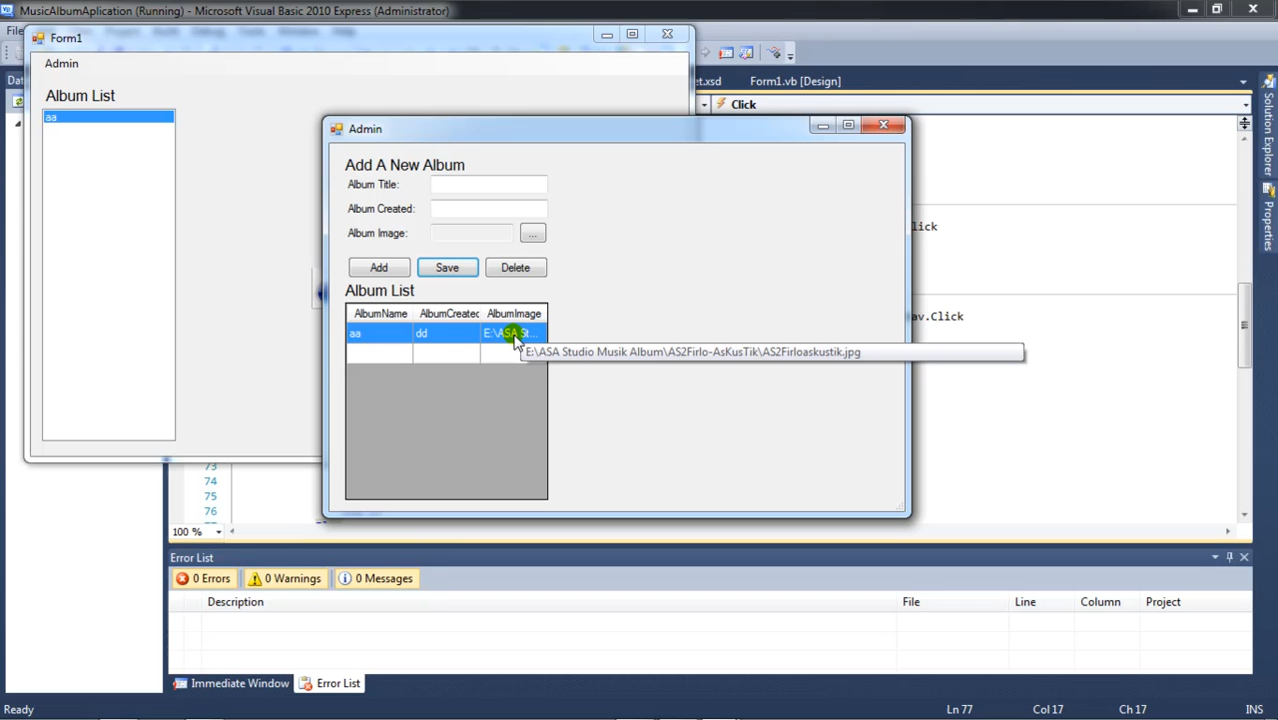 MusicAlbumAplication (Running) - Microsoft Visual Basic 2010 Express (Administrator)
Form1
Admin
et.xsd
Form1.vb [Design]
Album List
aa
Click
Admin
Add A New Album
Album Title:
Album Created:
Album Image:
...
Add
Save
Delete
Album List
AlbumName
AlbumCreated
AlbumImage
aa
dd
E:\ASA St...
E:\ASA Studio Musik Album\AS2Firlo-AsKusTik\AS2Firloaskustik.jpg
lick
av.Click
Solution Explorer
Properties
73
74
75
76
100 %
Error List
0 Errors
0 Warnings
0 Messages
Description
File
Line
Column
Project
Immediate Window
Error List
Ready
Ln 77
Col 17
Ch 17
INS